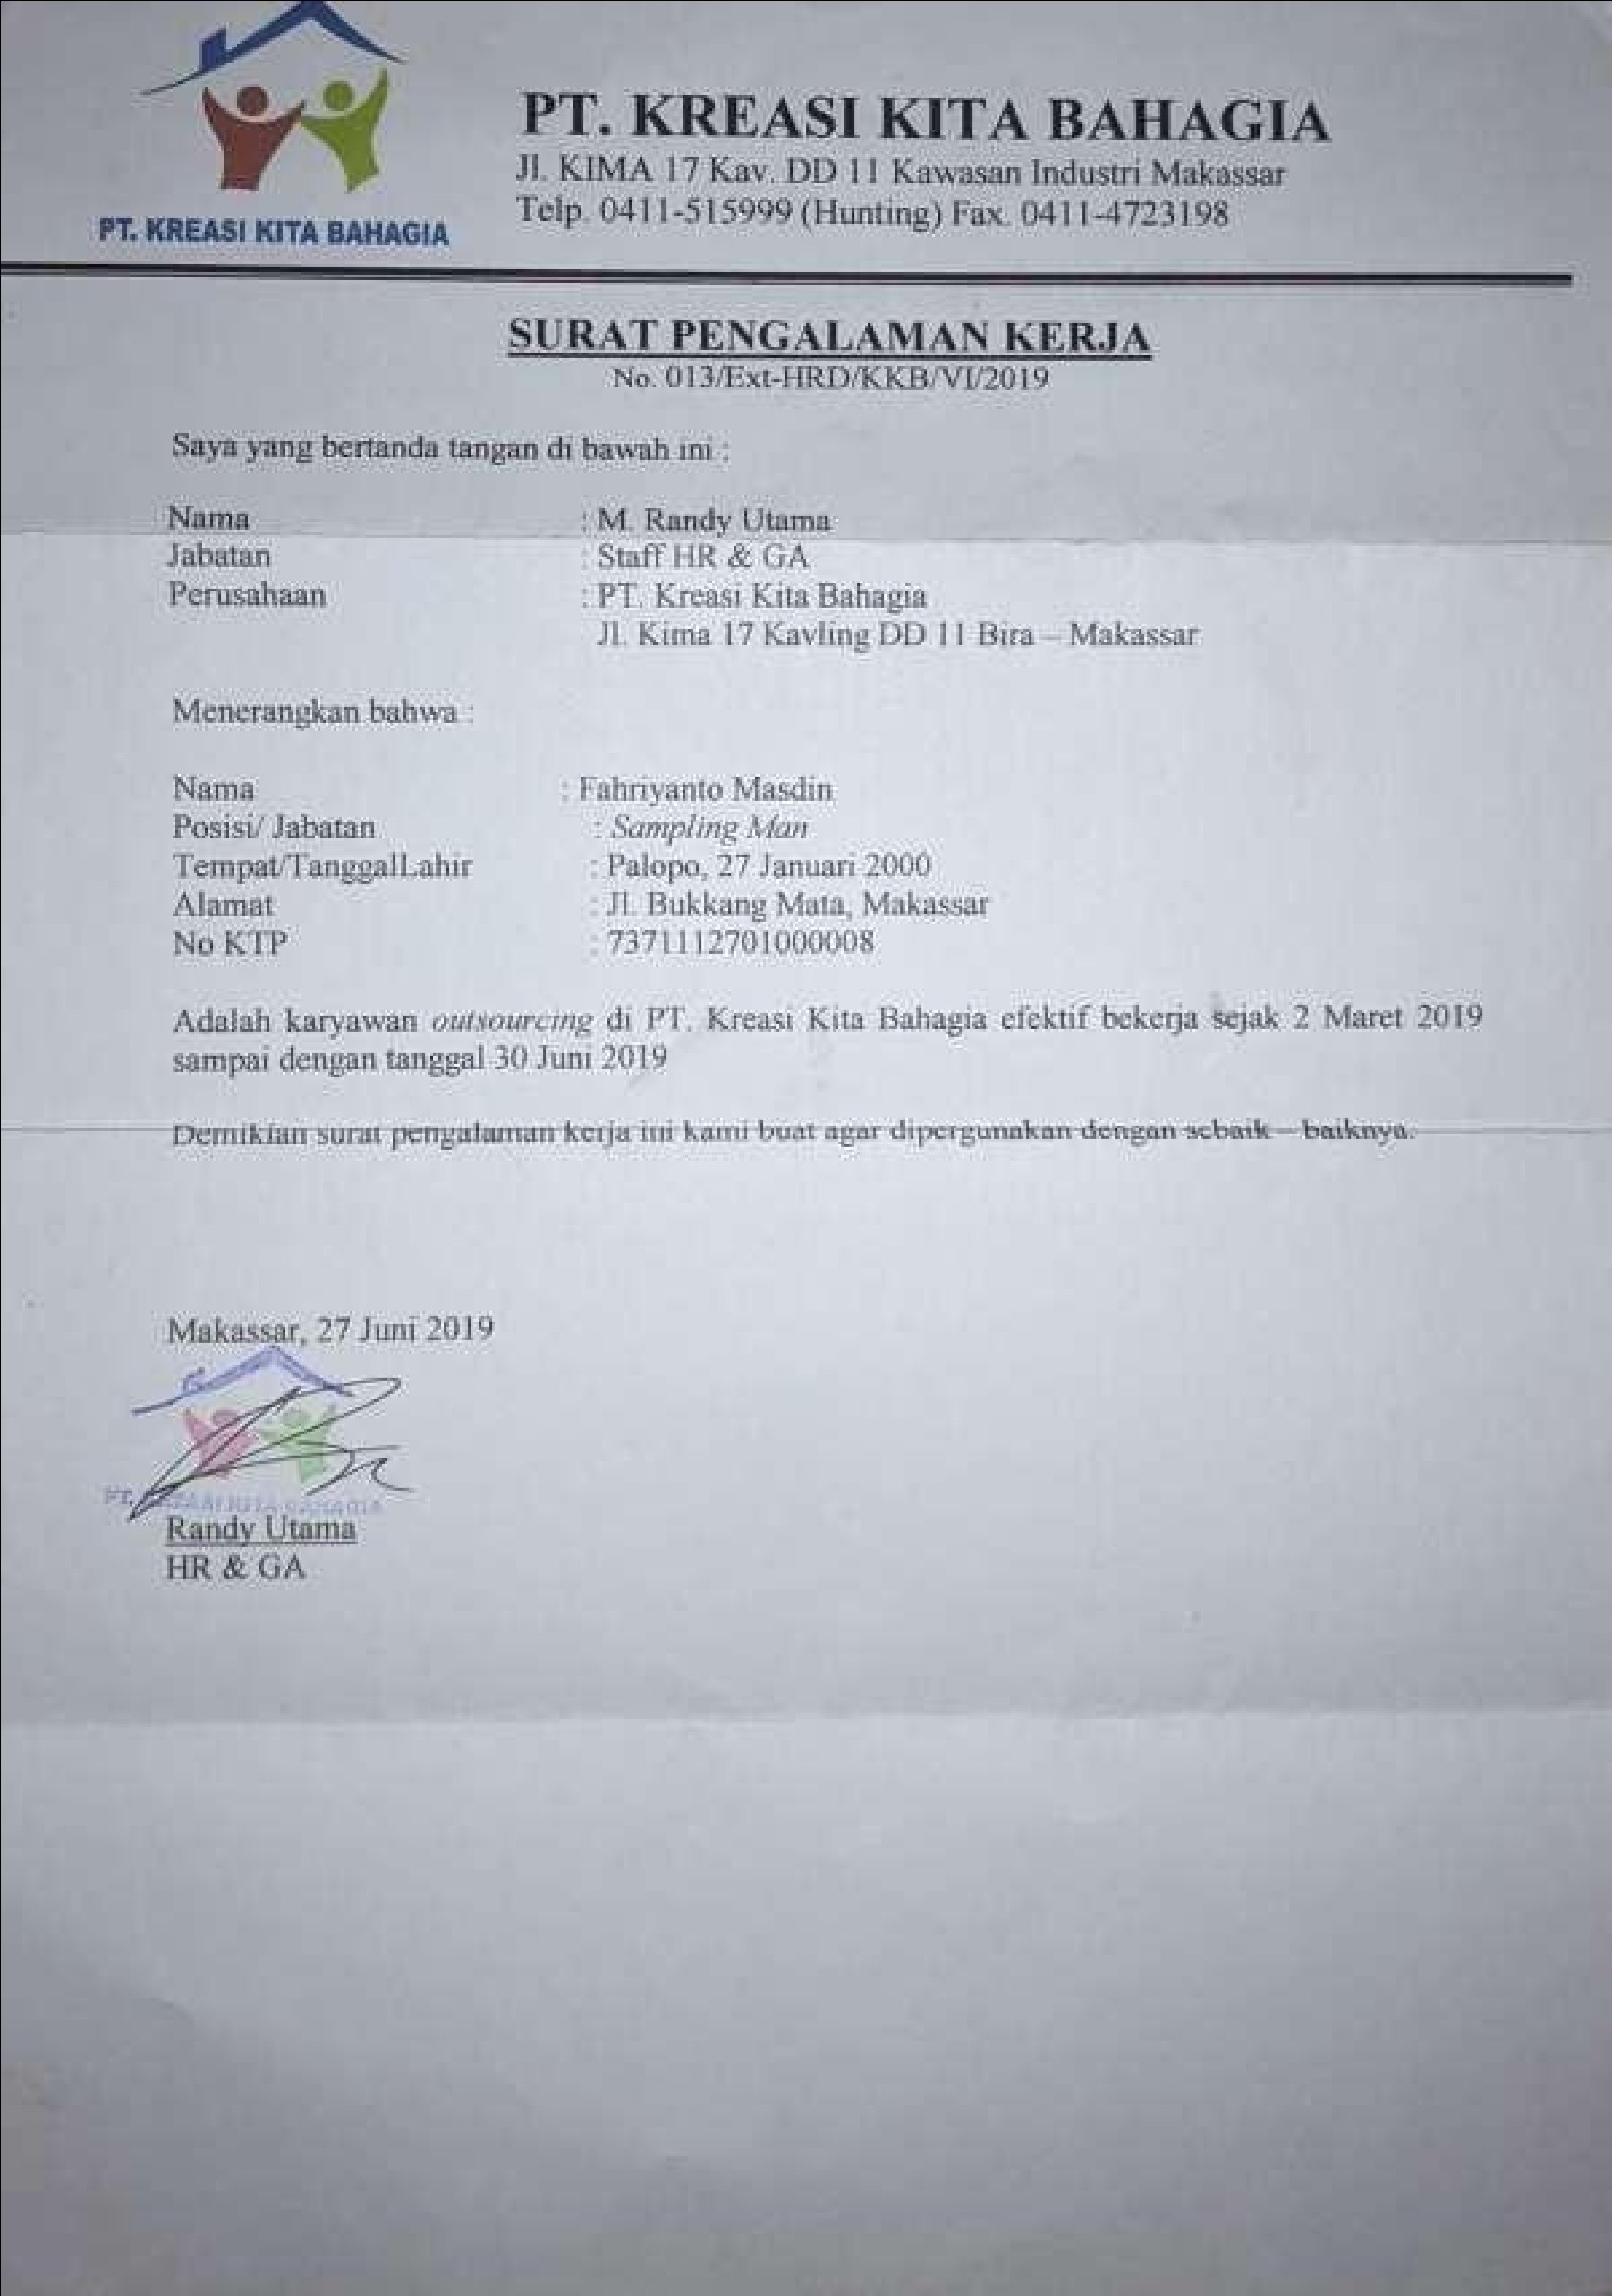 PT. KREASI KITA BAHAGIA
PT. KREASI KITA BAHAGIA
Jl. KIMA 17 Kav. DD 11 Kawasan Industri Makassar
Telp. 0411-515999 (Hunting) Fax. 0411-4723198
SURAT PENGALAMAN KERJA
No. 013/Ext-HRD/KKB/VI/2019
Saya yang bertanda tangan di bawah ini :
Nama : M. Randy Utama
Jabatan : Staff HR & GA
Perusahaan : PT. Kreasi Kita Bahagia
Jl. Kima 17 Kavling DD 11 Bira – Makassar
Menerangkan bahwa :
Nama : Fahriyanto Masdin
Posisi/ Jabatan : Sampling Man
Tempat/TanggalLahir : Palopo, 27 Januari 2000
Alamat : Jl. Bukkang Mata, Makassar
No KTP : 7371112701000008
Adalah karyawan outsourcing di PT. Kreasi Kita Bahagia efektif bekerja sejak 2 Maret 2019
sampai dengan tanggal 30 Juni 2019
Demikian surat pengalaman kerja ini kami buat agar dipergunakan dengan sebaik – baiknya.
Makassar, 27 Juni 2019
PT. KREASI KITA BAHAGIA
Randy Utama
HR & GA